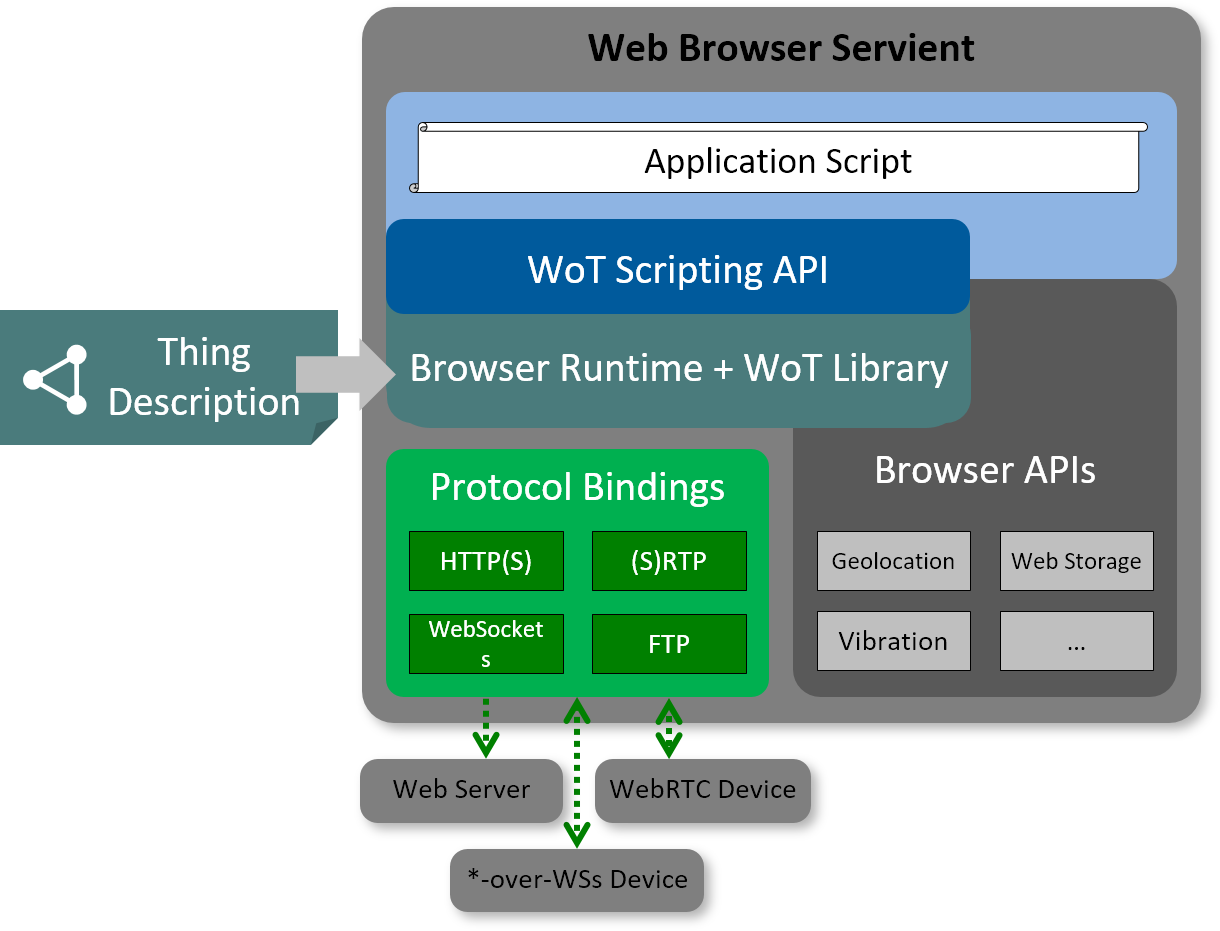 Web Browser Servient
Application Script
WoT Scripting API
Thing
Description
Browser Runtime + WoT Library
Protocol Bindings
HTTP(S)
(S)RTP
WebSocket
s
FTP
Browser APIs
Geolocation
Web Storage
Vibration
...
Web Server
WebRTC Device
*-over-WSs Device